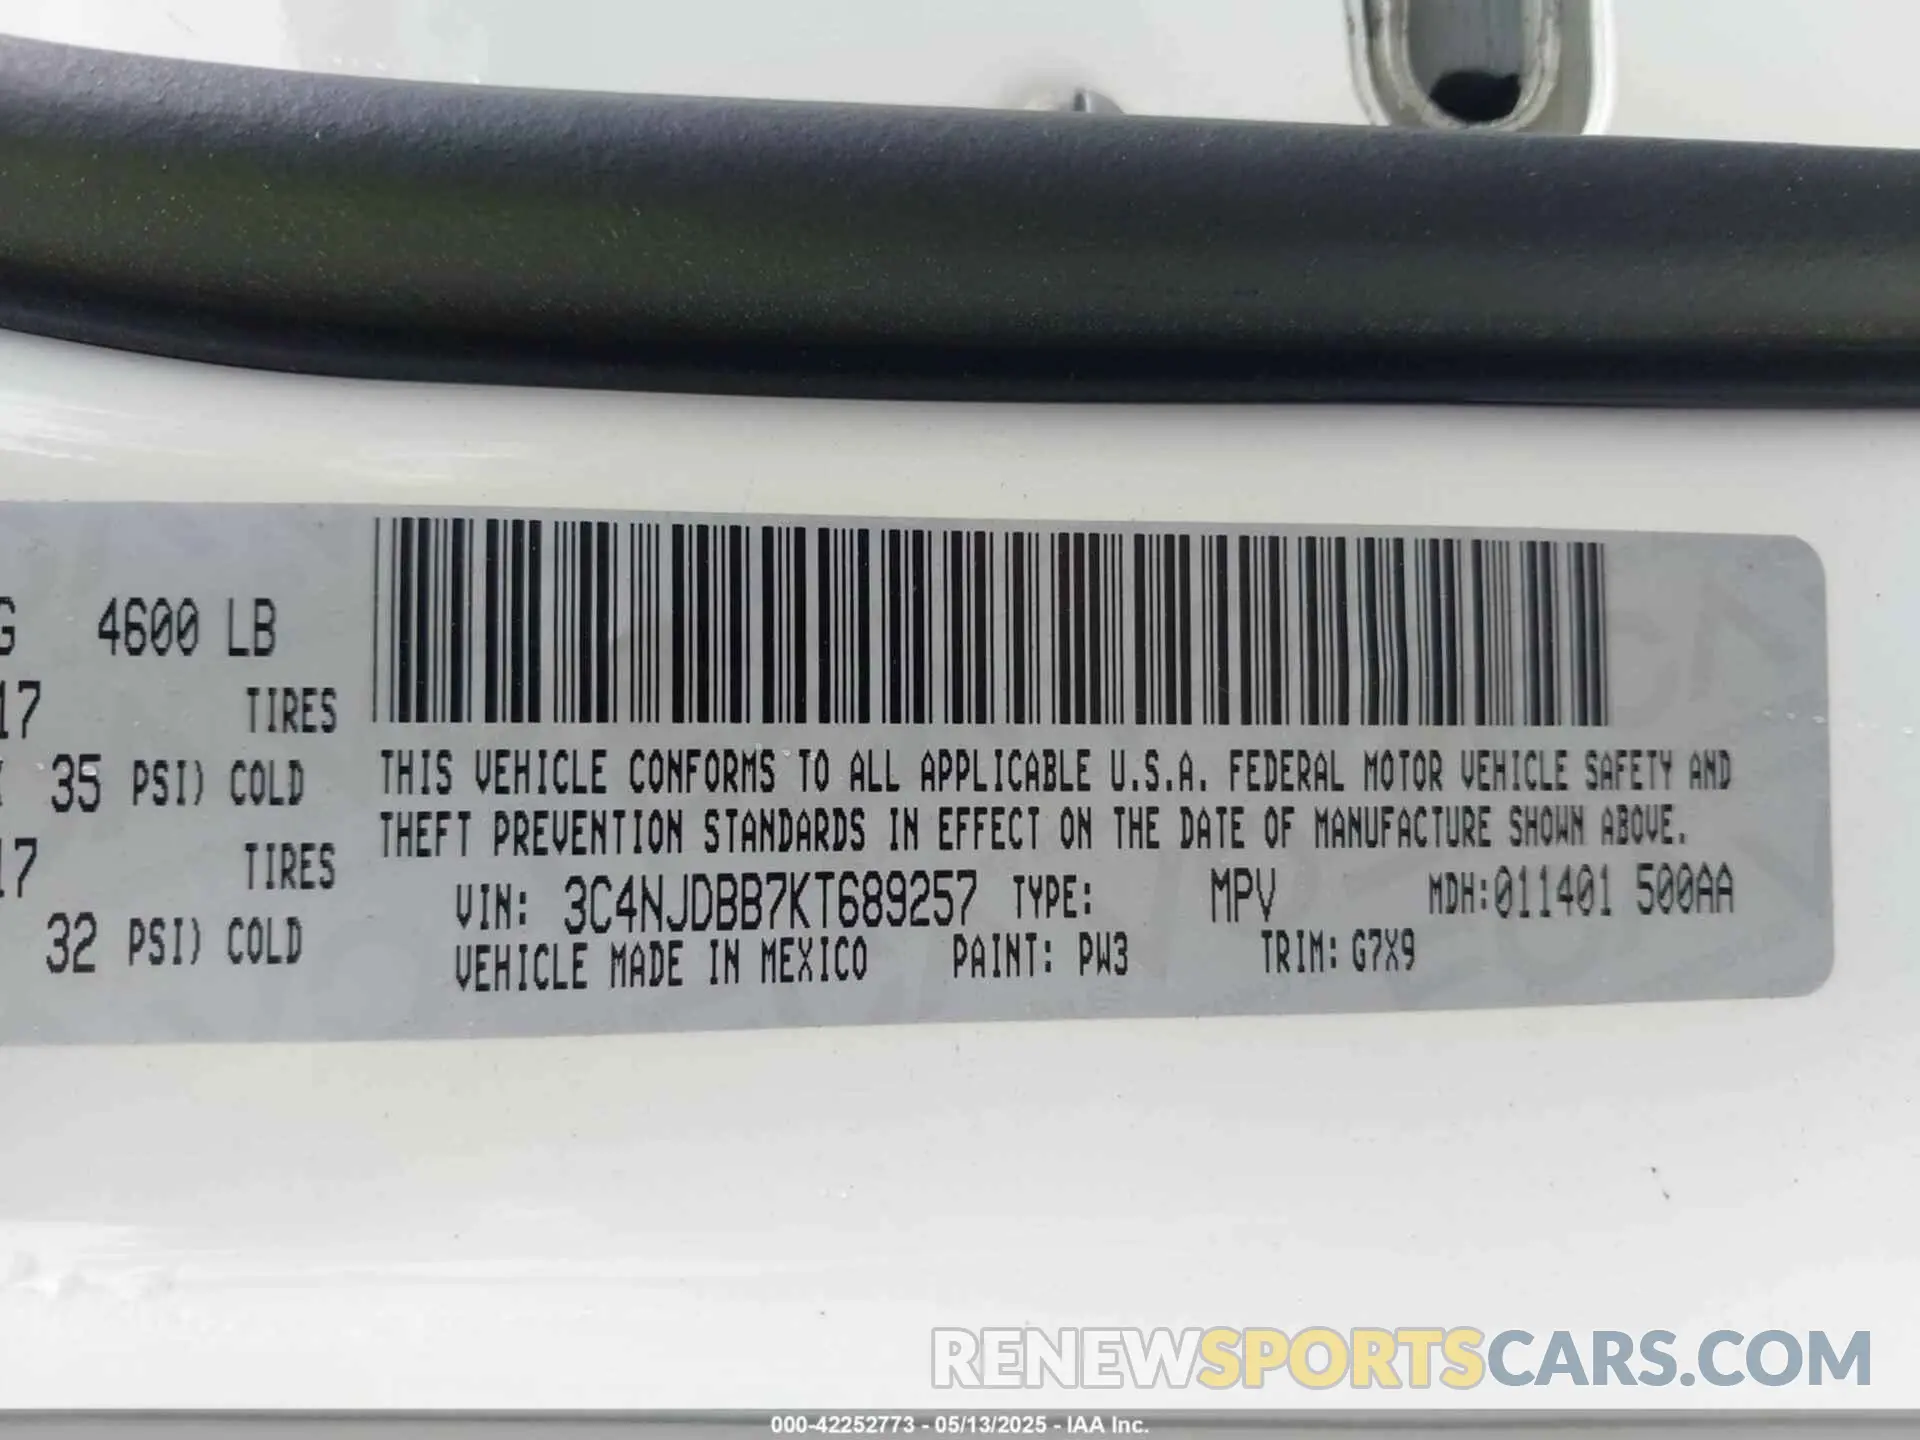 4600 LB
17 TIRES
35 PSI) COLD
17 TIRES
32 PSI) COLD
THIS VEHICLE CONFORMS TO ALL APPLICABLE U.S.A. FEDERAL MOTOR VEHICLE SAFETY AND
THEFT PREVENTION STANDARDS IN EFFECT ON THE DATE OF MANUFACTURE SHOWN ABOVE.
VIN: 3C4NJDBB7KT689257 TYPE: MPV MDH:011401 500AA
VEHICLE MADE IN MEXICO PAINT: PW3 TRIM: G7X9
RENEWSPORTSCARS.COM
000-42252773 - 05/13/2025 - IAA Inc.